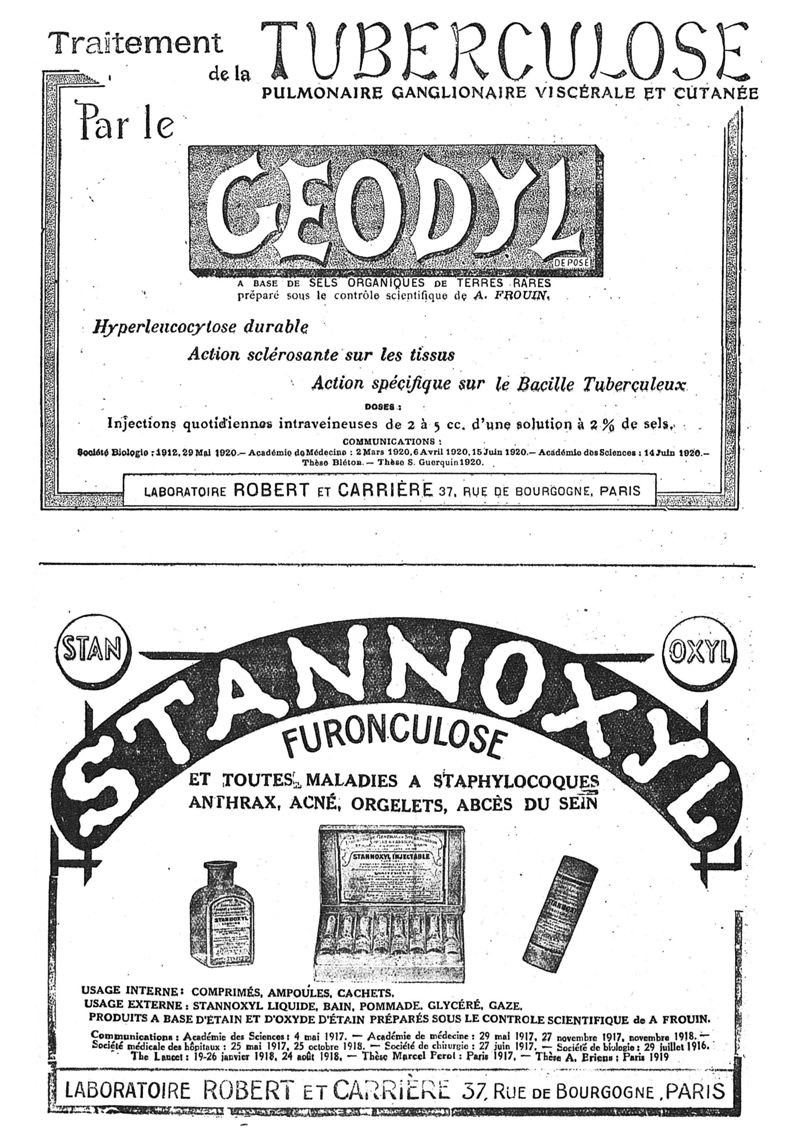 Traitement
de la
TUBERCULOSE
PULMONAIRE GANGLIONAIRE VISCÉRALE ET CUTANÉE
Par le
GEODYL
DEPOSÉ
A BASE DE SELS ORGANIQUES DE TERRES RARES
préparé sous le contrôle scientifique de A. FROUIN.
Hyperleucocytose durable
Action sclérosante sur les tissus
Action spécifique sur le Bacille Tuberculeux
DOSES :
Injections quotidiennes intraveineuses de 2 à 5 cc. d'une solution à 2 % de sels.
COMMUNICATIONS :
Société Biologie : 1912, 29 Mai 1920.— Académie de Médecine : 2 Mars 1920, 6 Avril 1920, 15 Juin 1920.— Académie des Sciences : 14 Juin 1920.—
Thèse Bléton.— Thèse S. Guerquin 1920.
LABORATOIRE ROBERT ET CARRIÈRE 37, RUE DE BOURGOGNE, PARIS
STAN
OXYL
STANNOXYL
FURONCULOSE
ET TOUTES MALADIES A STAPHYLOCOQUES
ANTHRAX, ACNÉ, ORGELETS, ABCÈS DU SEIN
STANNOXYL INJECTABLE
STANNOXYL
USAGE INTERNE : COMPRIMÉS, AMPOULES, CACHETS.
USAGE EXTERNE : STANNOXYL LIQUIDE, BAIN, POMMADE, GLYCÉRÉ, GAZE.
PRODUITS A BASE D'ETAIN ET D'OXYDE D'ÉTAIN PRÉPARÉS SOUS LE CONTROLE SCIENTIFIQUE de A FROUIN.
Communications : Académie des Sciences : 4 mai 1917. — Académie de médecine : 29 mai 1917, 27 novembre 1917, novembre 1918. —
Société médicale des hôpitaux : 25 mai 1917, 25 octobre 1918. — Société de chirurgie : 27 juin 1917. — Société de biologie : 29 juillet 1916.
The Lancet : 19-26 janvier 1918, 24 août 1918. — Thèse Marcel Perol : Paris 1917. — Thèse A. Briens : Paris 1919
LABORATOIRE ROBERT ET CARRIÈRE 37, RUE DE BOURGOGNE, PARIS